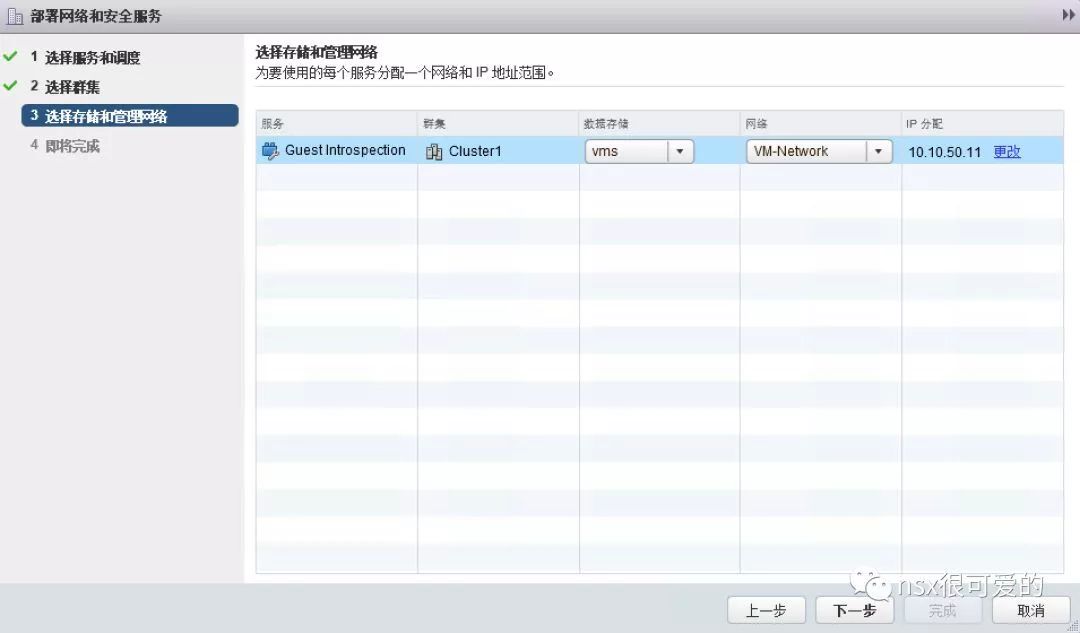 部署网络和安全服务
1 选择服务和调度
2 选择群集
3 选择存储和管理网络
4 即将完成
选择存储和管理网络
为要使用的每个服务分配一个网络和 IP 地址范围。
服务 群集 数据存储 网络 IP 分配
Guest Introspection Cluster1 vms VM-Network 10.10.50.11 更改
nsx很可爱的
上一步 下一步 完成 取消